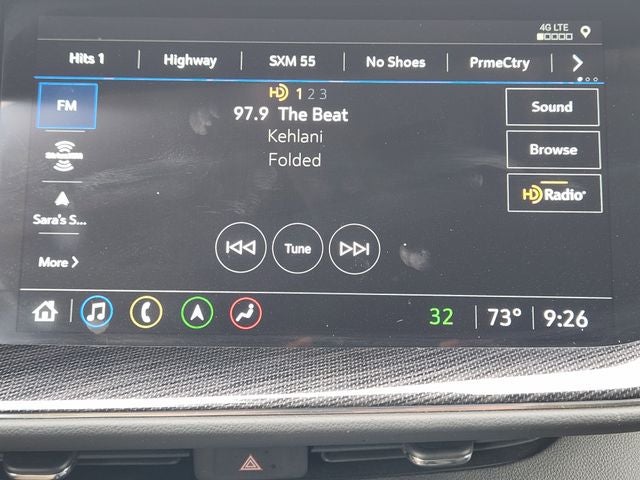 4G LTE
Hits 1 Highway SXM 55 No Shoes PrmeCtry >
FM
HD 1 2 3
97.9 The Beat
Kehlani
Folded
Sound
Browse
HD Radio
Sara's S...
Tune
More >
32 73° 9:26